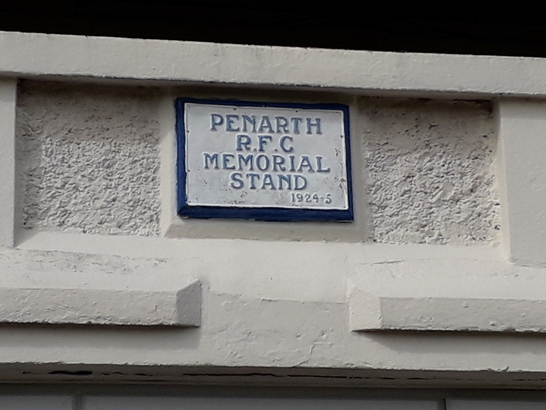 PENARTH
R.F.C
MEMORIAL
STAND
1924-5